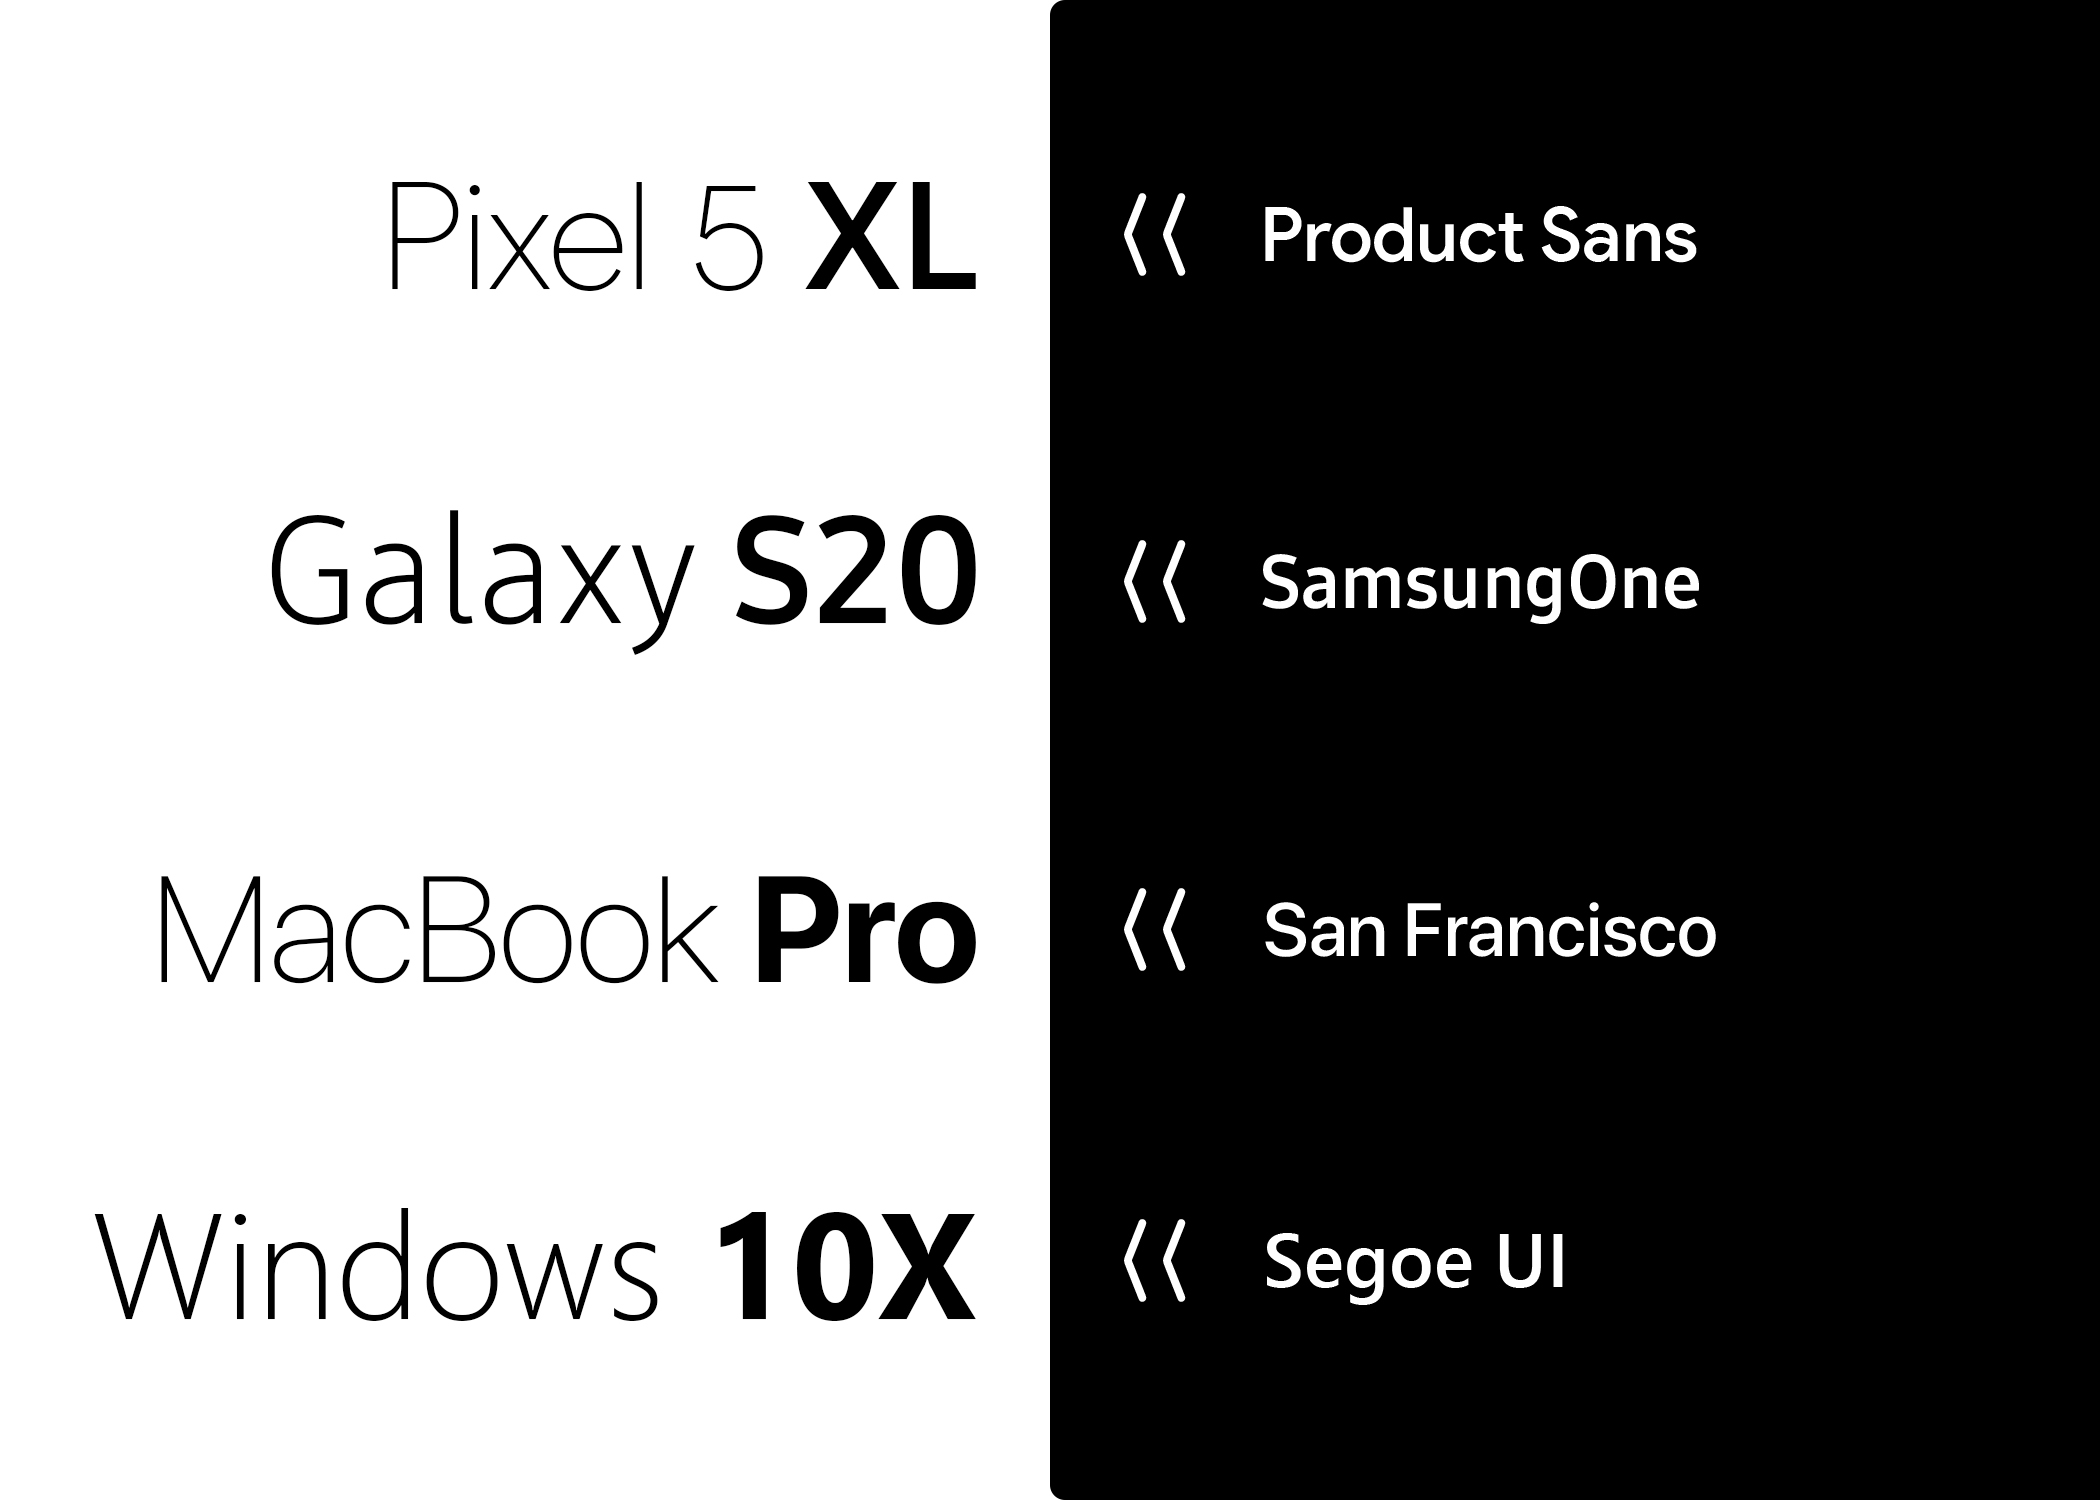 Pixel 5 XL
Product Sans
Galaxy S20
SamsungOne
MacBook Pro
San Francisco
Windows 10X
Segoe UI